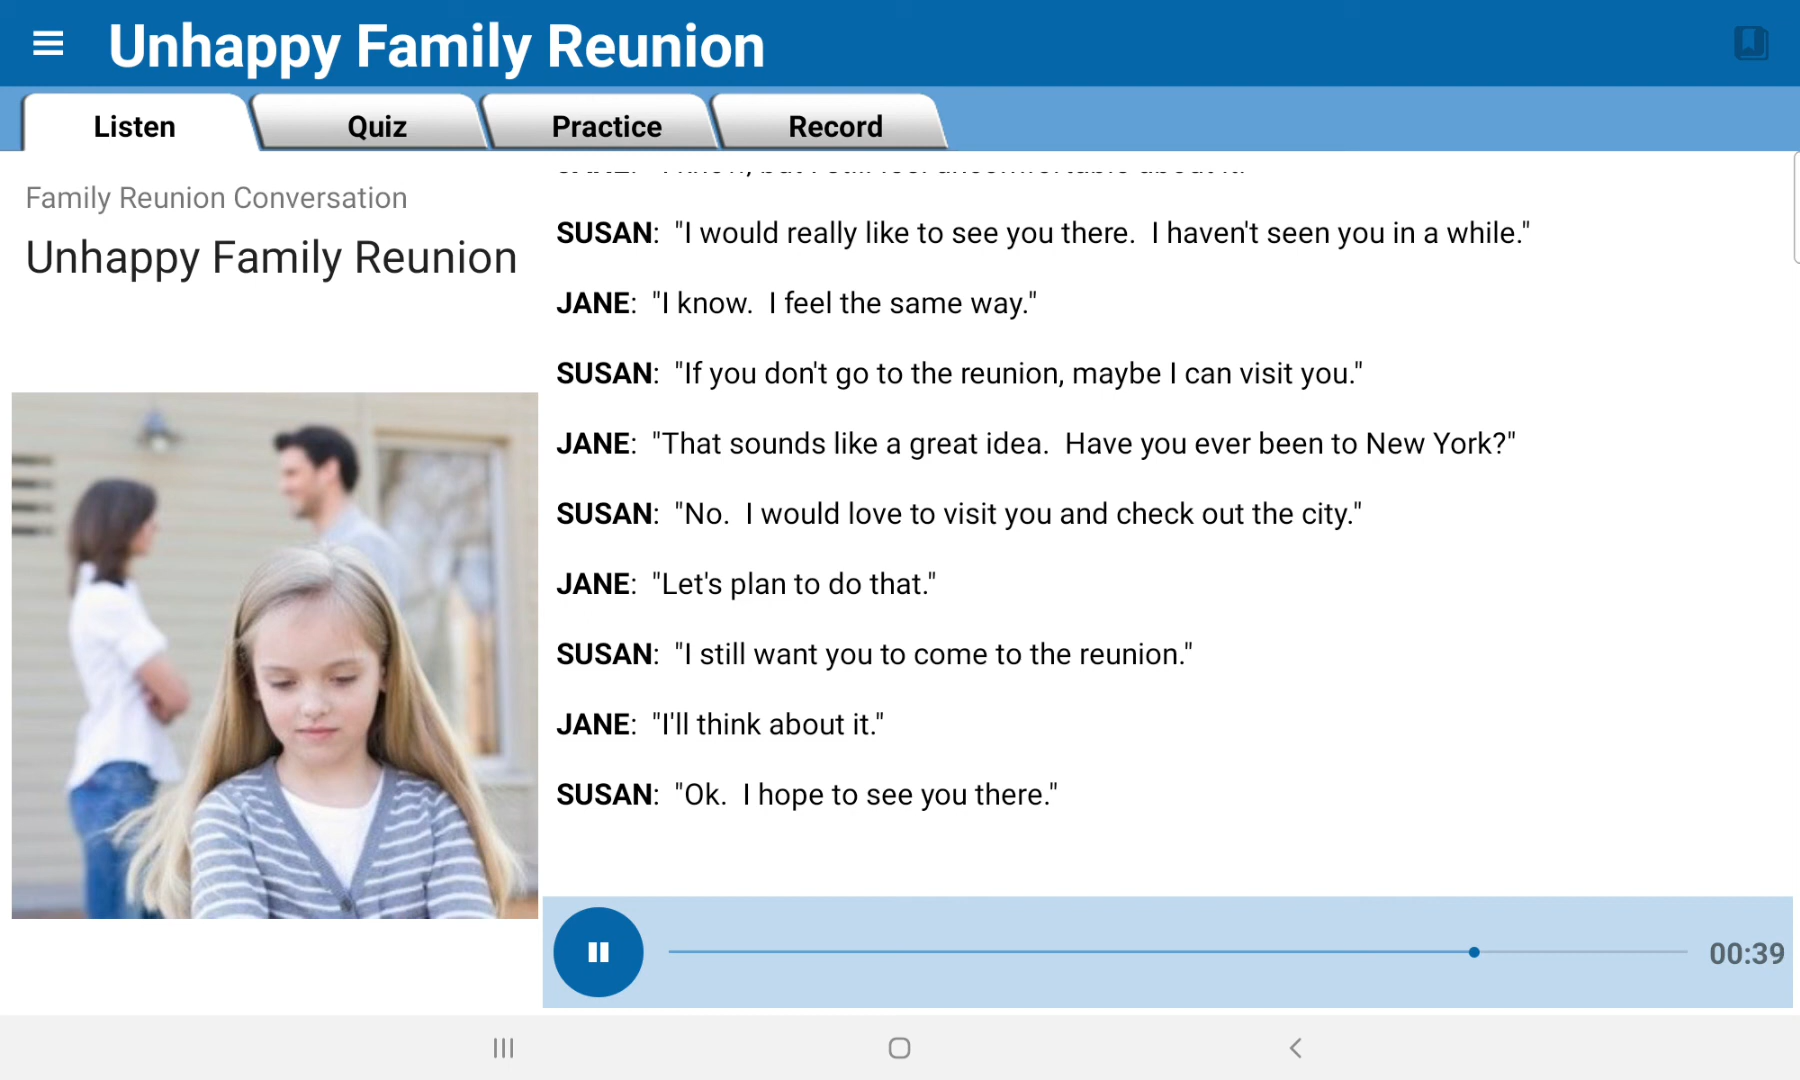 Unhappy Family Reunion
Listen
Quiz
Practice
Record
Family Reunion Conversation
Unhappy Family Reunion
SUSAN:  "I would really like to see you there.  I haven't seen you in a while."
JANE:  "I know.  I feel the same way."
SUSAN:  "If you don't go to the reunion, maybe I can visit you."
JANE:  "That sounds like a great idea.  Have you ever been to New York?"
SUSAN:  "No.  I would love to visit you and check out the city."
JANE:  "Let's plan to do that."
SUSAN:  "I still want you to come to the reunion."
JANE:  "I'll think about it."
SUSAN:  "Ok.  I hope to see you there."
00:39